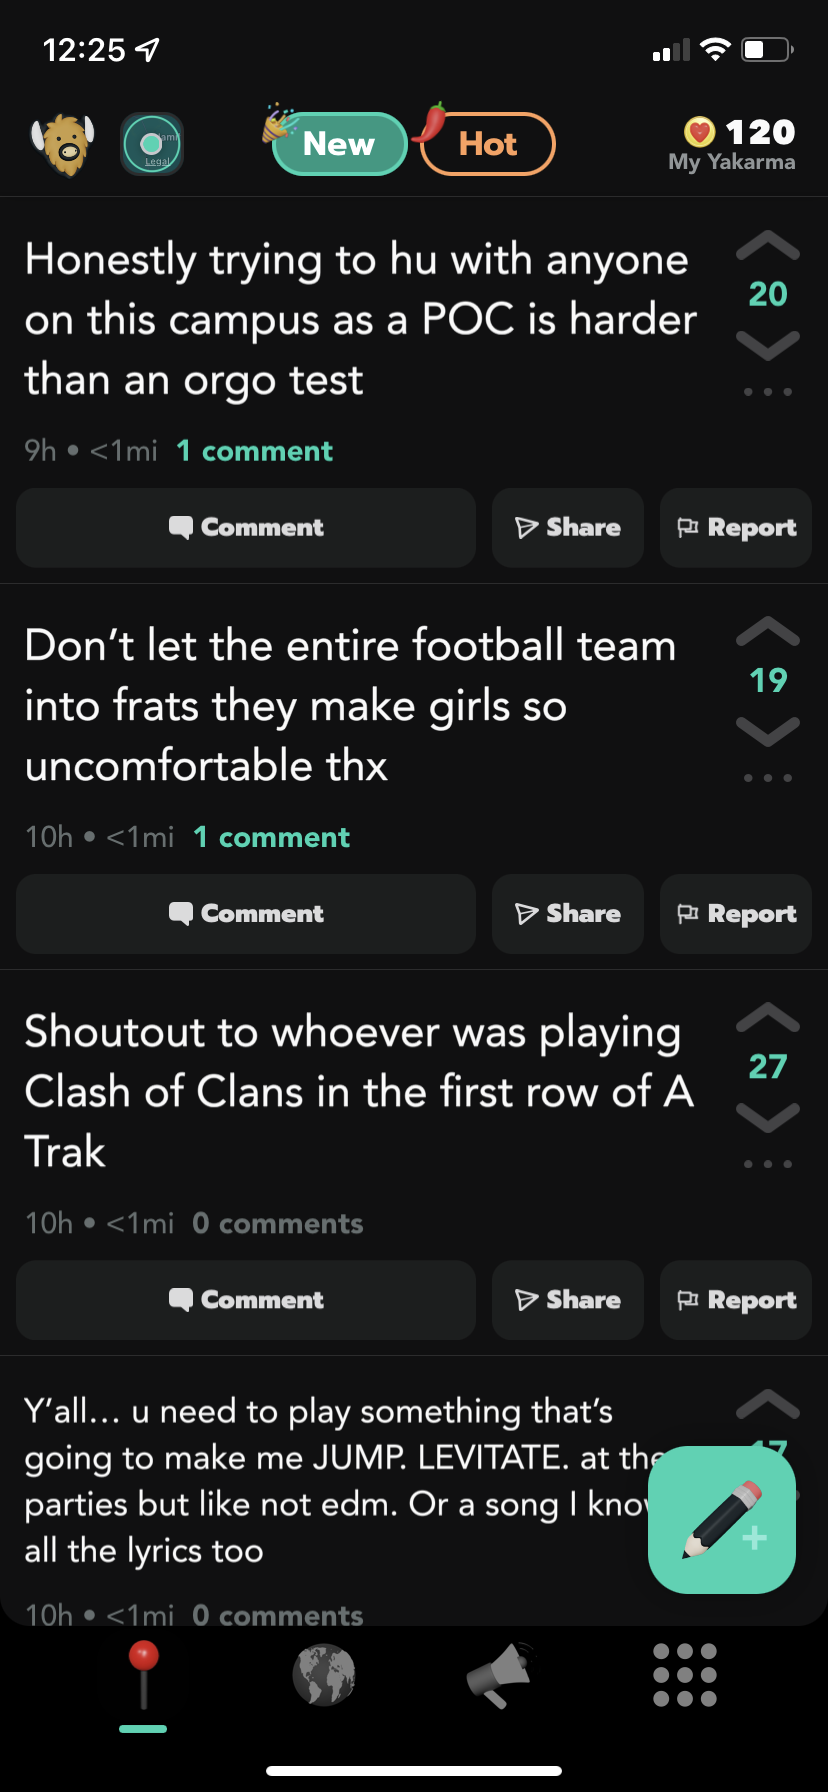 12:25
New
Hot
120
My Yakarma
Legal
Honestly trying to hu with anyone
on this campus as a POC is harder
than an orgo test
20
9h • <1mi 1 comment
Comment
Share
Report
Don’t let the entire football team
into frats they make girls so
uncomfortable thx
19
10h • <1mi 1 comment
Comment
Share
Report
Shoutout to whoever was playing
Clash of Clans in the first row of A
Trak
27
10h • <1mi 0 comments
Comment
Share
Report
Y’all... u need to play something that’s
going to make me JUMP. LEVITATE. at the
parties but like not edm. Or a song I know
all the lyrics too
17
10h • <1mi 0 comments